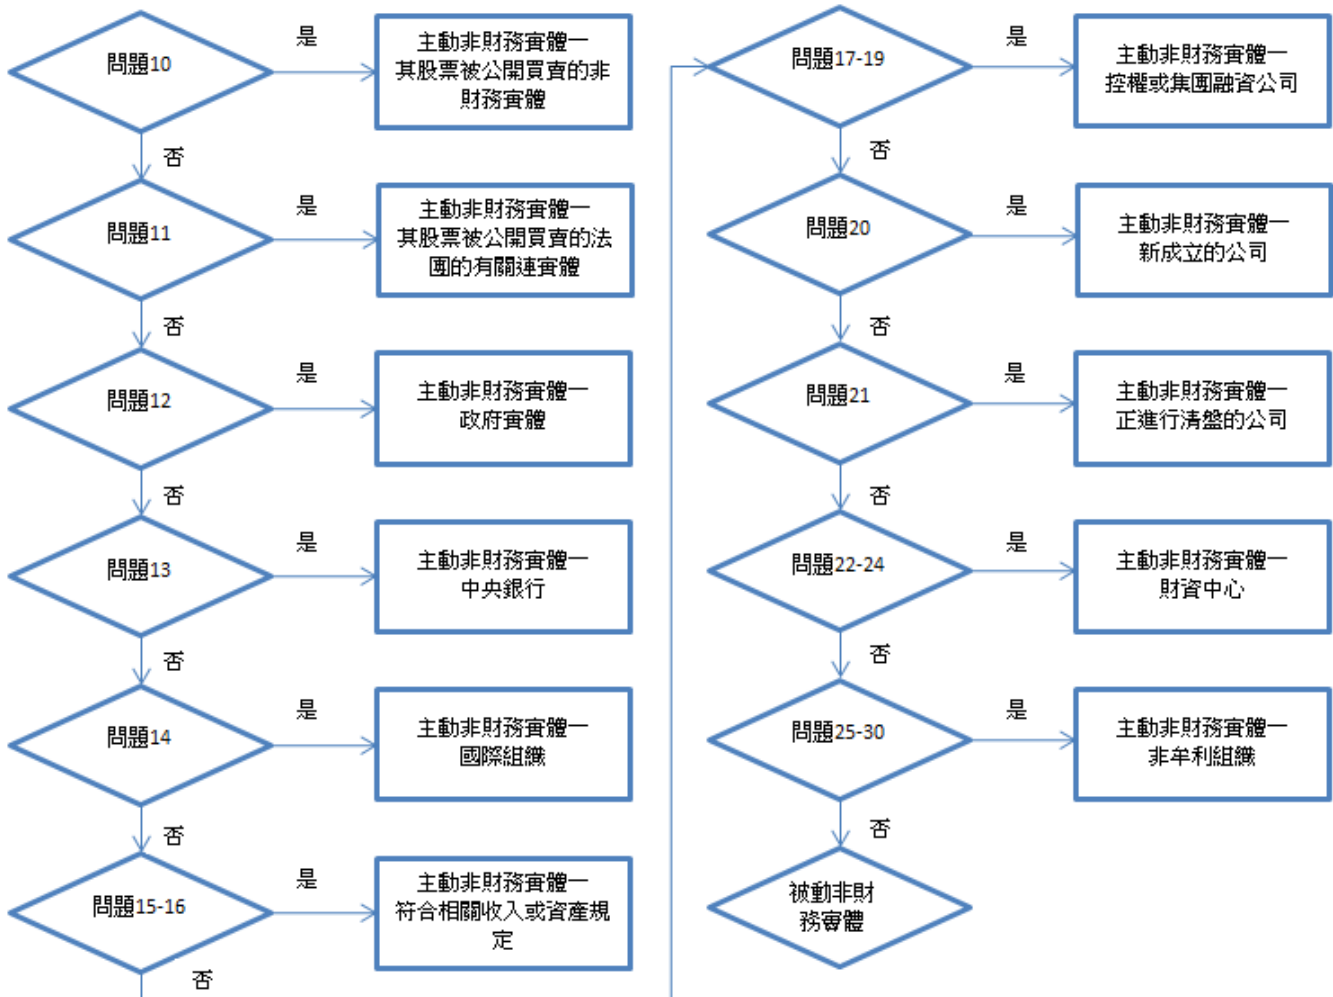 問題10
是
主動非財務實體一
其股票被公開買賣的非
財務實體
否
問題11
是
主動非財務實體一
其股票被公開買賣的法
團的有關連實體
否
問題12
是
主動非財務實體一
政府實體
否
問題13
是
主動非財務實體一
中央銀行
否
問題14
是
主動非財務實體一
國際組織
否
問題15-16
是
主動非財務實體一
符合相關收入或資產規
定
否
問題17-19
是
主動非財務實體一
控權或集團融資公司
否
問題20
是
主動非財務實體一
新成立的公司
否
問題21
是
主動非財務實體一
正進行清盤的公司
否
問題22-24
是
主動非財務實體一
財資中心
否
問題25-30
是
主動非財務實體一
非牟利組織
否
被動非財
務實體